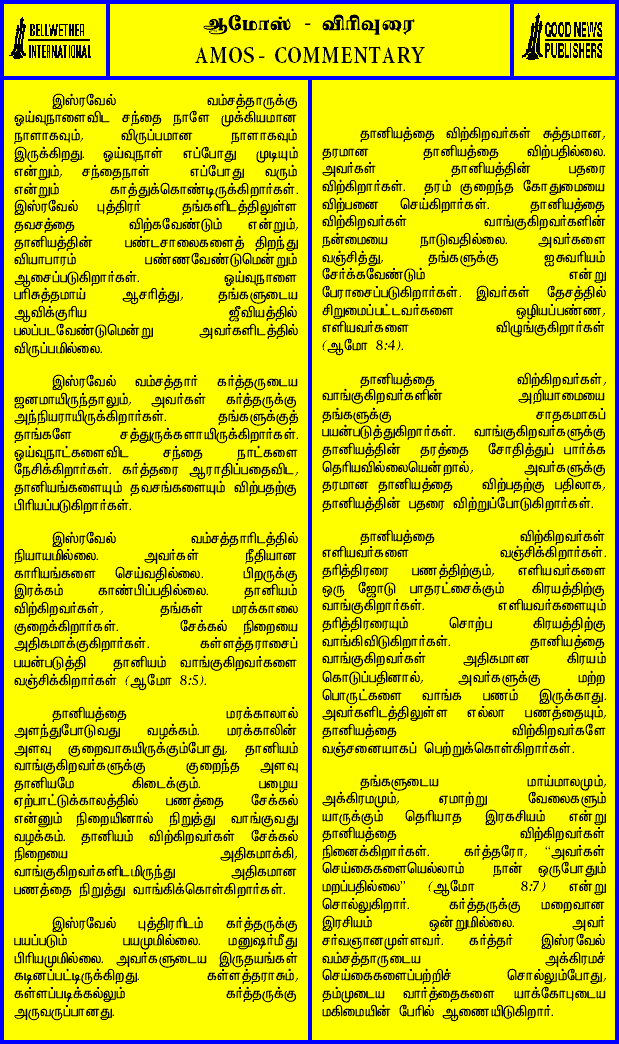 BELLWETHER
INTERNATIONAL
ஆமோஸ் - விரிவுரை
AMOS - COMMENTARY
GOOD NEWS
PUBLISHERS
இஸ்ரவேல் வம்சத்தாருக்கு
ஓய்வுநாளைவிட சந்தை நாளே முக்கியமான
நாளாகவும், விருப்பமான நாளாகவும்
இருக்கிறது. ஓய்வுநாள் எப்போது முடியும்
என்றும், சந்தைநாள் எப்போது வரும்
என்றும் காத்துக்கொண்டிருக்கிறார்கள்.
இஸ்ரவேல் புத்திரர் தங்களிடத்திலுள்ள
தவசத்தை விற்கவேண்டும் என்றும்,
தானியத்தின் பண்டசாலைகளைத் திறந்து
வியாபாரம் பண்ணவேண்டுமென்றும்
ஆசைப்படுகிறார்கள். ஓய்வுநாளை
பரிசுத்தமாய் ஆசரித்து, தங்களுடைய
ஆவிக்குரிய ஜீவியத்தில்
பலப்படவேண்டுமென்று அவர்களிடத்தில்
விருப்பமில்லை.
இஸ்ரவேல் வம்சத்தார் கர்த்தருடைய
ஜனமாயிருந்தாலும், அவர்கள் கர்த்தருக்கு
அந்நியராயிருக்கிறார்கள். தங்களுக்குத்
தாங்களே சத்துருக்களாயிருக்கிறார்கள்.
ஓய்வுநாட்களைவிட சந்தை நாட்களை
நேசிக்கிறார்கள். கர்த்தரை ஆராதிப்பதைவிட,
தானியங்களையும் தவசங்களையும் விற்பதற்கு
பிரியப்படுகிறார்கள்.
இஸ்ரவேல் வம்சத்தாரிடத்தில்
நியாயமில்லை. அவர்கள் நீதியான
காரியங்களை செய்வதில்லை. பிறருக்கு
இரக்கம் காண்பிப்பதில்லை. தானியம்
விற்கிறவர்கள், தங்கள் மரக்காலை
குறைக்கிறார்கள். சேக்கல் நிறையை
அதிகமாக்குகிறார்கள். கள்ளத்தராசைப்
பயன்படுத்தி தானியம் வாங்குகிறவர்களை
வஞ்சிக்கிறார்கள் (ஆமோ 8:5).
தானியத்தை மரக்காலால்
அளந்துபோடுவது வழக்கம். மரக்காலின்
அளவு குறைவாகயிருக்கும்போது, தானியம்
வாங்குகிறவர்களுக்கு குறைந்த அளவு
தானியமே கிடைக்கும். பழைய
ஏற்பாட்டுக்காலத்தில் பணத்தை சேக்கல்
என்னும் நிறையினால் நிறுத்து வாங்குவது
வழக்கம். தானியம் விற்கிறவர்கள் சேக்கல்
நிறையை அதிகமாக்கி,
வாங்குகிறவர்களிடமிருந்து அதிகமான
பணத்தை நிறுத்து வாங்கிக்கொள்கிறார்கள்.
இஸ்ரவேல் புத்திரரிடம் கர்த்தருக்கு
பயப்படும் பயமுமில்லை. மனுஷர்மீது
பிரியமுமில்லை. அவர்களுடைய இருதயங்கள்
கடினப்பட்டிருக்கிறது. கள்ளத்தராசும்,
கள்ளப்படிக்கல்லும் கர்த்தருக்கு
அருவருப்பானது.
தானியத்தை விற்கிறவர்கள் சுத்தமான,
தரமான தானியத்தை விற்பதில்லை.
அவர்கள் தானியத்தின் பதரை
விற்கிறார்கள். தரம் குறைந்த கோதுமையை
விற்பனை செய்கிறார்கள். தானியத்தை
விற்கிறவர்கள் வாங்குகிறவர்களின்
நன்மையை நாடுவதில்லை. அவர்களை
வஞ்சித்து, தங்களுக்கு ஐசுவரியம்
சேர்க்கவேண்டும் என்று
பேராசைப்படுகிறார்கள். இவர்கள் தேசத்தில்
சிறுமைப்பட்டவர்களை ஒழியப்பண்ண,
எளியவர்களை விழுங்குகிறார்கள்
(ஆமோ 8:4).
தானியத்தை விற்கிறவர்கள்,
வாங்குகிறவர்களின் அறியாமையை
தங்களுக்கு சாதகமாகப்
பயன்படுத்துகிறார்கள். வாங்குகிறவர்களுக்கு
தானியத்தின் தரத்தை சோதித்துப் பார்க்க
தெரியவில்லையென்றால், அவர்களுக்கு
தரமான தானியத்தை விற்பதற்கு பதிலாக,
தானியத்தின் பதரை விற்றுப்போடுகிறார்கள்.
தானியத்தை விற்கிறவர்கள்
எளியவர்களை வஞ்சிக்கிறார்கள்.
தரித்திரரை பணத்திற்கும், எளியவர்களை
ஒரு ஜோடு பாதரட்சைக்கும் கிரயத்திற்கு
வாங்குகிறார்கள். எளியவர்களையும்
தரித்திரரையும் சொற்ப கிரயத்திற்கு
வாங்கிவிடுகிறார்கள். தானியத்தை
வாங்குகிறவர்கள் அதிகமான கிரயம்
கொடுப்பதினால், அவர்களுக்கு மற்ற
பொருட்களை வாங்க பணம் இருக்காது.
அவர்களிடத்திலுள்ள எல்லா பணத்தையும்,
தானியத்தை விற்கிறவர்களே
வஞ்சனையாகப் பெற்றுக்கொள்கிறார்கள்.
தங்களுடைய மாய்மாலமும்,
அக்கிரமமும், ஏமாற்று வேலைகளும்
யாருக்கும் தெரியாத இரகசியம் என்று
தானியத்தை விற்கிறவர்கள்
நினைக்கிறார்கள். கர்த்தரோ, "அவர்கள்
செய்கைகளையெல்லாம் நான் ஒருபோதும்
மறப்பதில்லை" (ஆமோ 8:7) என்று
சொல்லுகிறார். கர்த்தருக்கு மறைவான
இரசியம் ஒன்றுமில்லை. அவர்
சர்வஞானமுள்ளவர். கர்த்தர் இஸ்ரவேல்
வம்சத்தாருடைய அக்கிரமச்
செய்கைகளைப்பற்றிச் சொல்லும்போது,
தம்முடைய வார்த்தைகளை யாக்கோபுடைய
மகிமையின் பேரில் ஆணையிடுகிறார்.